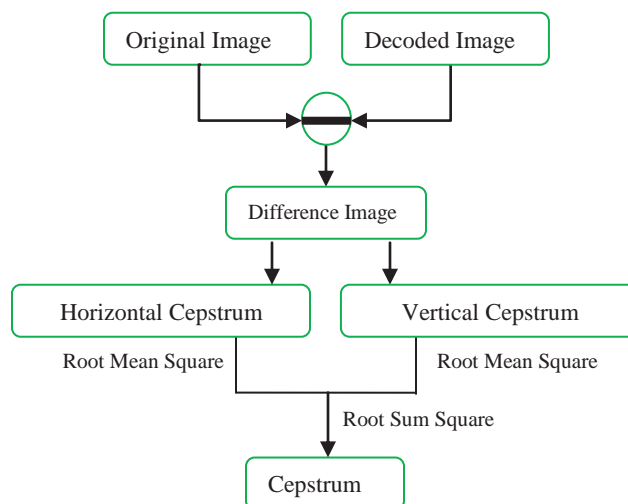 Original Image
Decoded Image
Difference Image
Horizontal Cepstrum
Vertical Cepstrum
Root Mean Square
Root Mean Square
Root Sum Square
Cepstrum